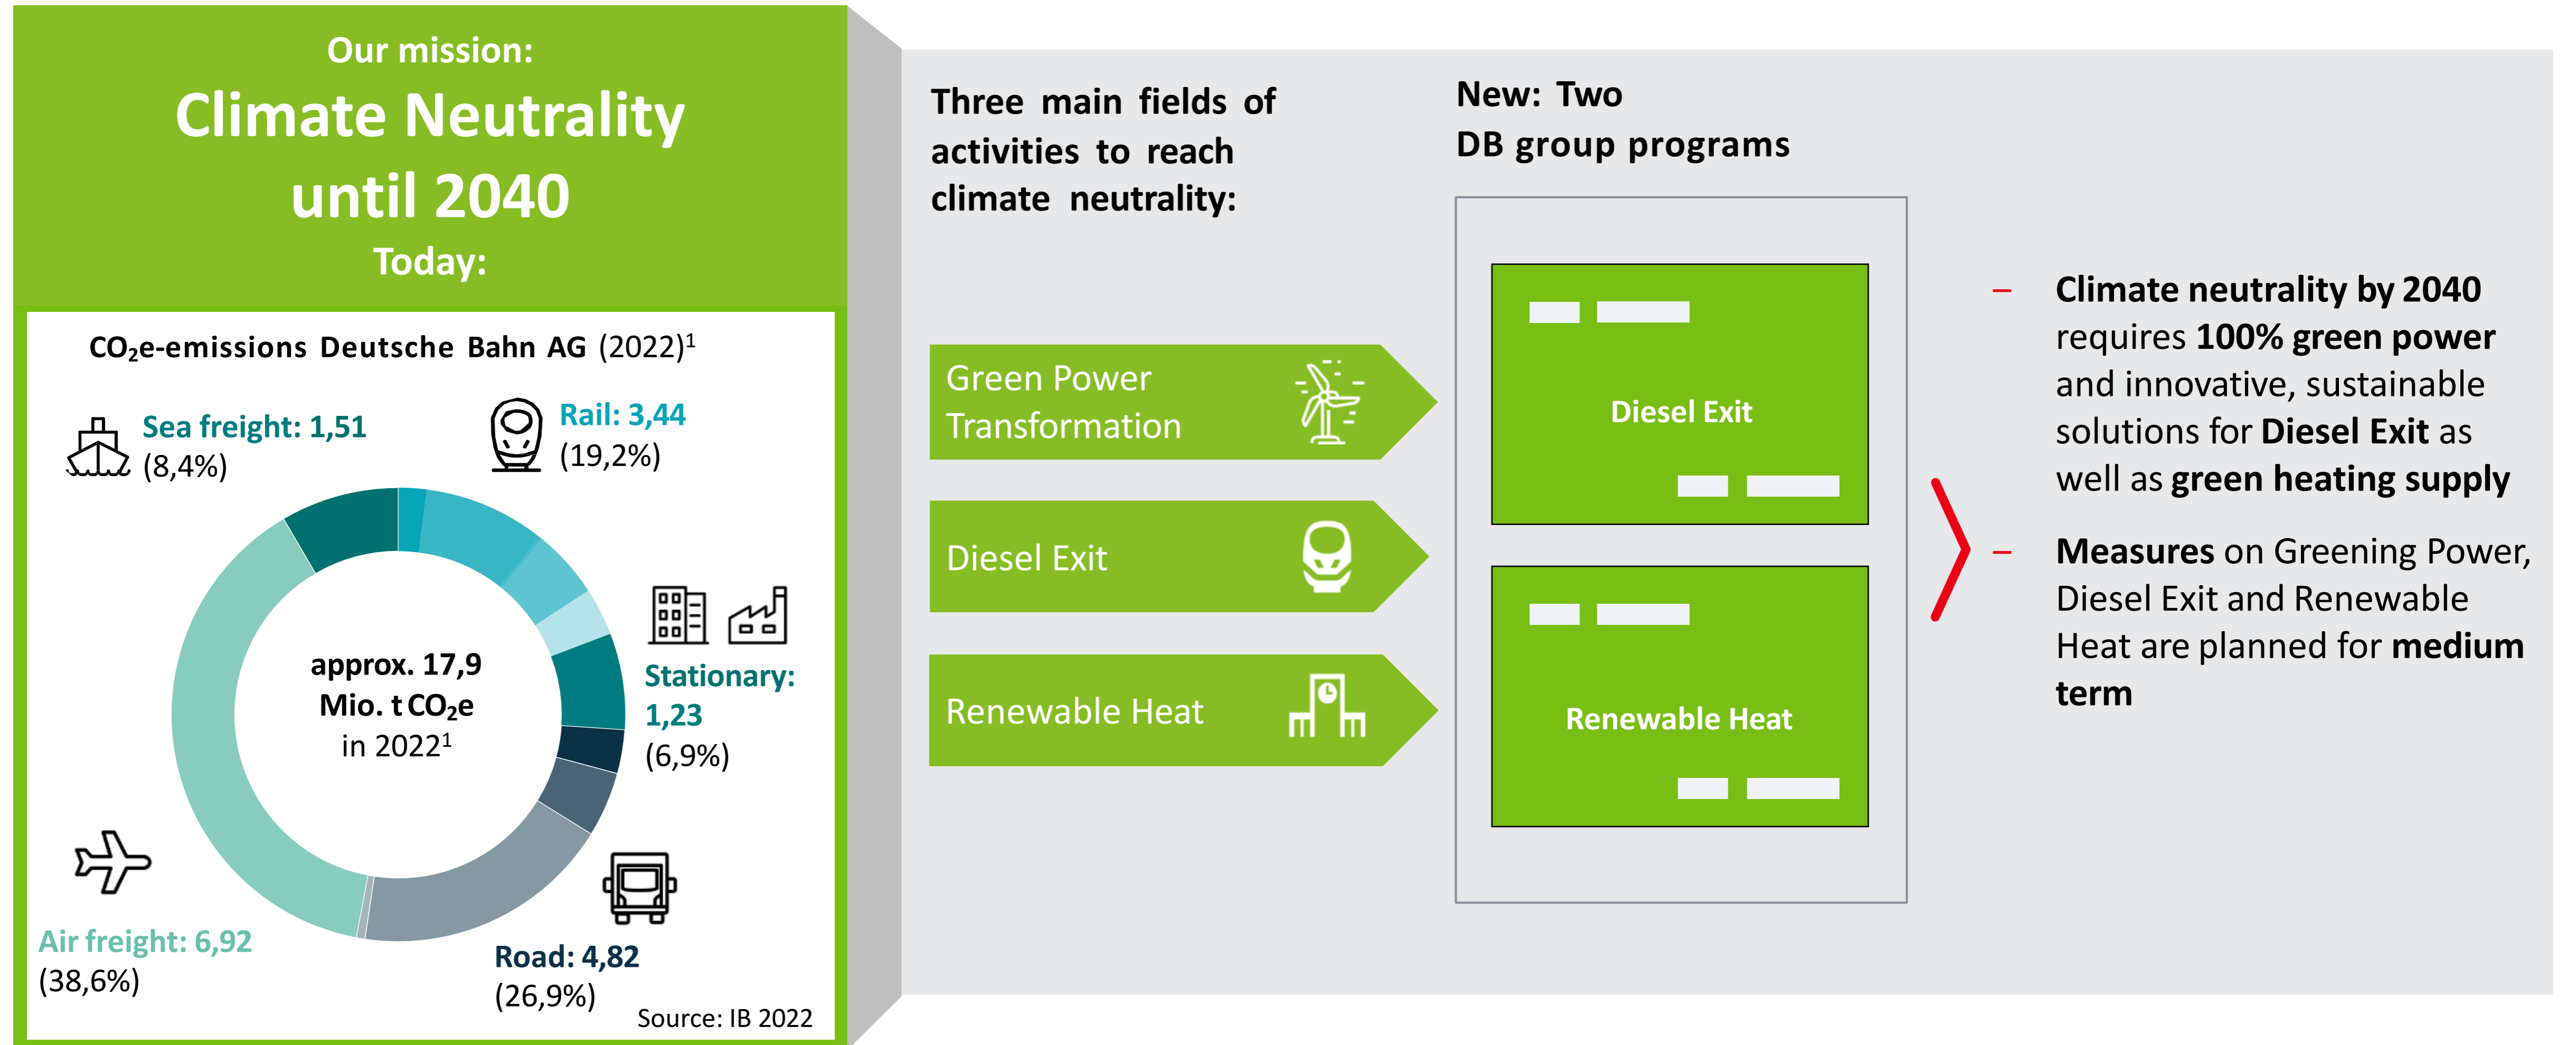 Our mission:
Climate Neutrality
until 2040
Today:
CO₂e-emissions Deutsche Bahn AG (2022)¹
Sea freight: 1,51
(8,4%)
Rail: 3,44
(19,2%)
Stationary:
1,23
(6,9%)
approx. 17,9
Mio. t CO₂e
in 2022¹
Air freight: 6,92
(38,6%)
Road: 4,82
(26,9%)
Source: IB 2022
Three main fields of
activities to reach
climate neutrality:
Green Power
Transformation
Diesel Exit
Renewable Heat
New: Two
DB group programs
Diesel Exit
Renewable Heat
– Climate neutrality by 2040
requires 100% green power
and innovative, sustainable
solutions for Diesel Exit as
well as green heating supply
– Measures on Greening Power,
Diesel Exit and Renewable
Heat are planned for medium
term